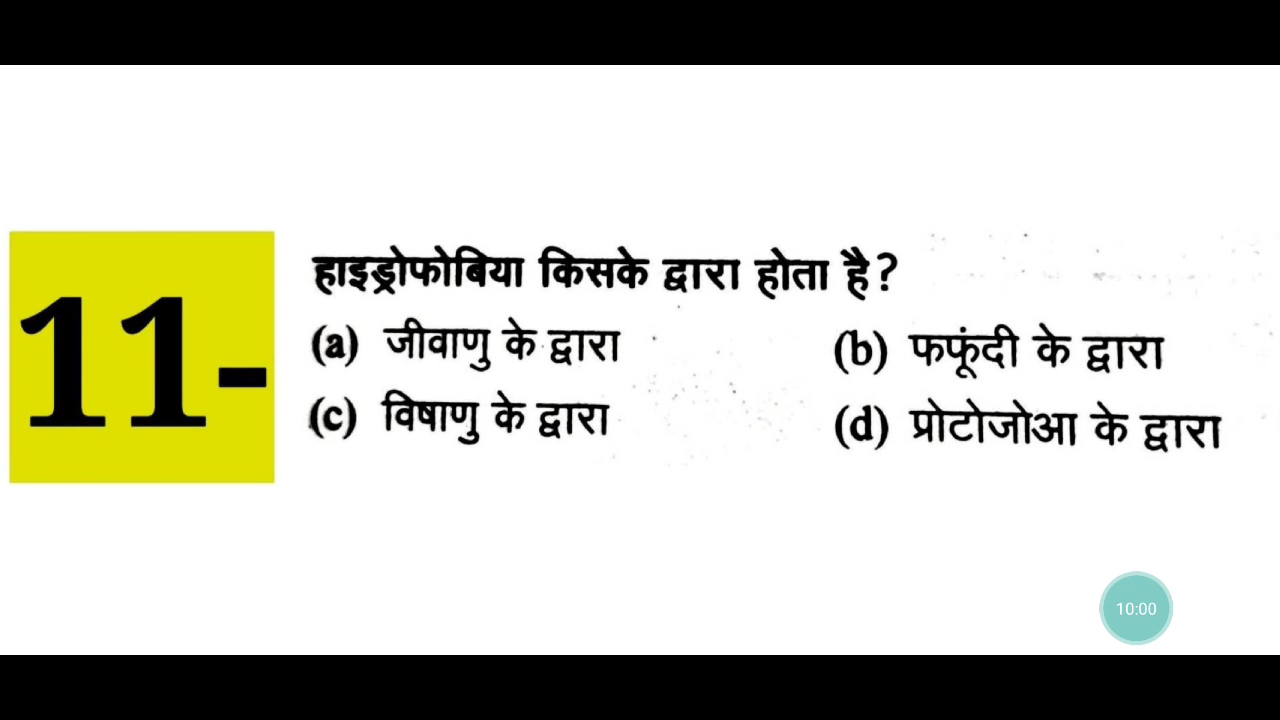 11-
हाइड्रोफोबिया किसके द्वारा होता है?
(a) जीवाणु के द्वारा (b) फफूंदी के द्वारा
(c) विषाणु के द्वारा (d) प्रोटोजोआ के द्वारा
10:00